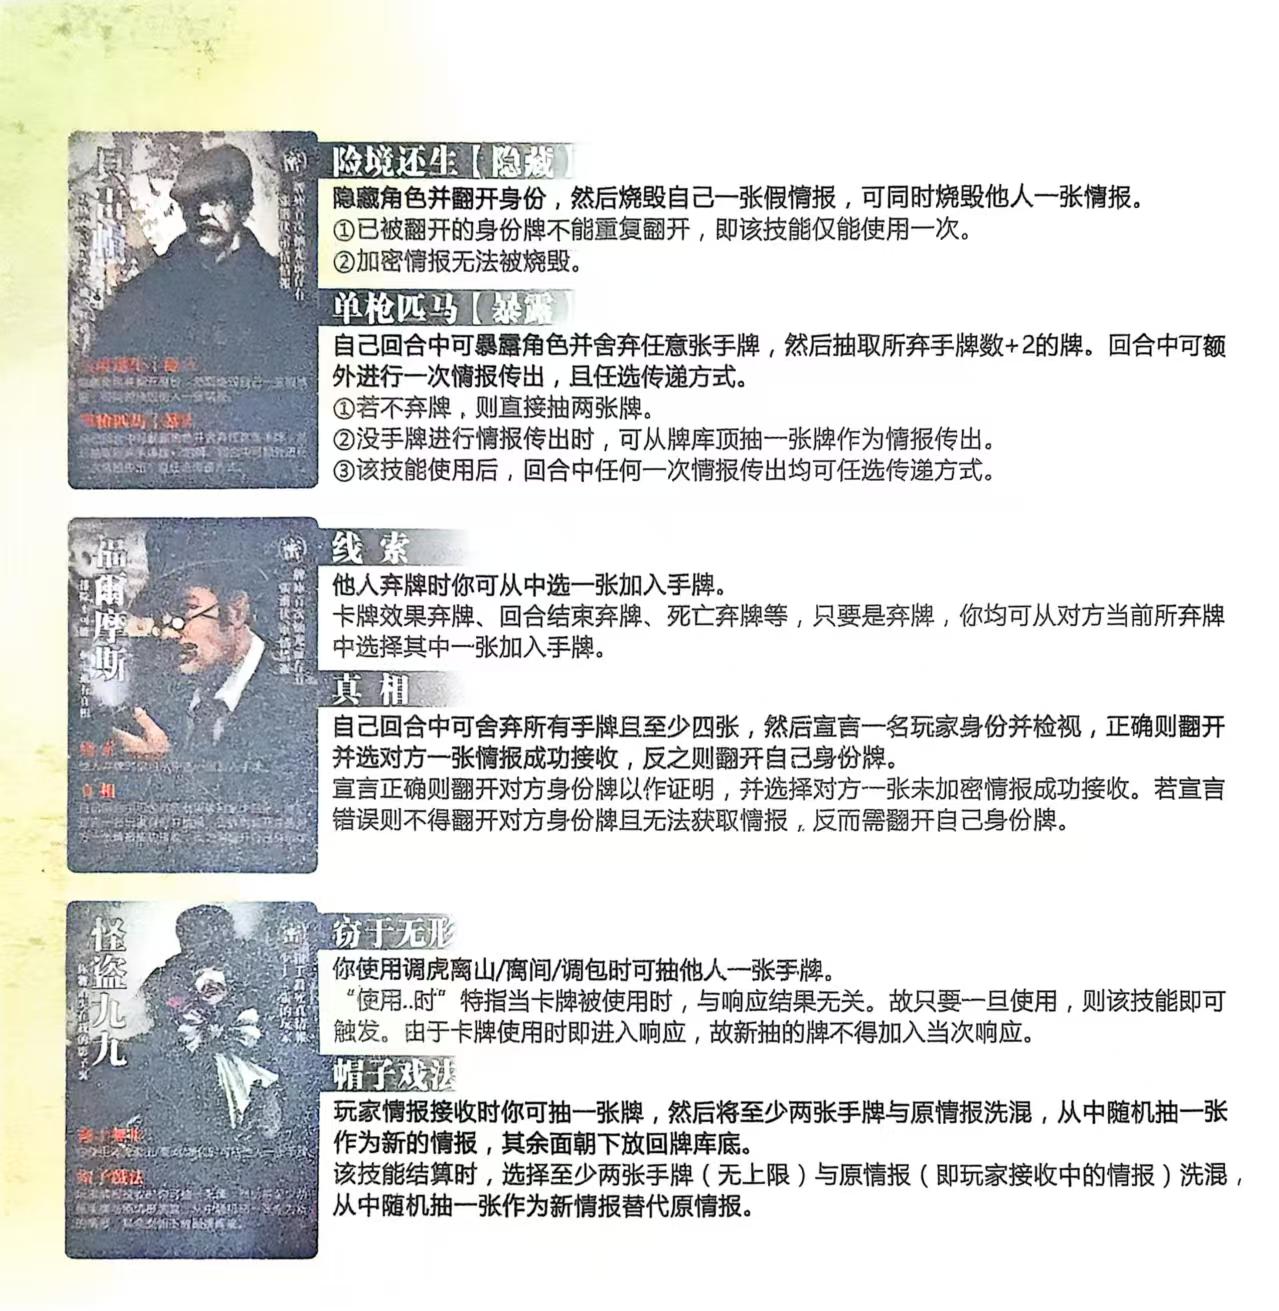 贝雷帽
密
险境还生【隐藏】
隐藏角色并翻开身份，然后烧毁自己一张假情报，可同时烧毁他人一张情报。
①已被翻开的身份牌不能重复翻开，即该技能仅能使用一次。
②加密情报无法被烧毁。
单枪匹马【暴露】
自己回合中可暴露角色并舍弃任意张手牌，然后抽取所弃手牌数+2的牌。回合中可额
外进行一次情报传出，且任选传递方式。
①若不弃牌，则直接抽两张牌。
②没手牌进行情报传出时，可从牌库顶抽一张牌作为情报传出。
③该技能使用后，回合中任何一次情报传出均可任选传递方式。
福爾摩斯
密
线索
他人弃牌时你可从中选一张加入手牌。
卡牌效果弃牌、回合结束弃牌、死亡弃牌等，只要是弃牌，你均可从对方当前所弃牌
中选择其中一张加入手牌。
真相
自己回合中可舍弃所有手牌且至少四张，然后宣言一名玩家身份并检视，正确则翻开
并选对方一张情报成功接收，反之则翻开自己身份牌。
宣言正确则翻开对方身份牌以作证明，并选择对方一张未加密情报成功接收。若宣言
错误则不得翻开对方身份牌且无法获取情报，反而需翻开自己身份牌。
真相
怪盗九九
密
窃于无形
你使用调虎离山/离间/调包时可抽他人一张手牌。
“使用..时”特指当卡牌被使用时，与响应结果无关。故只要一旦使用，则该技能即可
触发。由于卡牌使用时即进入响应，故新抽的牌不得加入当次响应。
帽子戏法
玩家情报接收时你可抽一张牌，然后将至少两张手牌与原情报洗混，从中随机抽一张
作为新的情报，其余面朝下放回牌库底。
该技能结算时，选择至少两张手牌（无上限）与原情报（即玩家接收中的情报）洗混，
从中随机抽一张作为新情报替代原情报。
窃于无形
帽子戏法